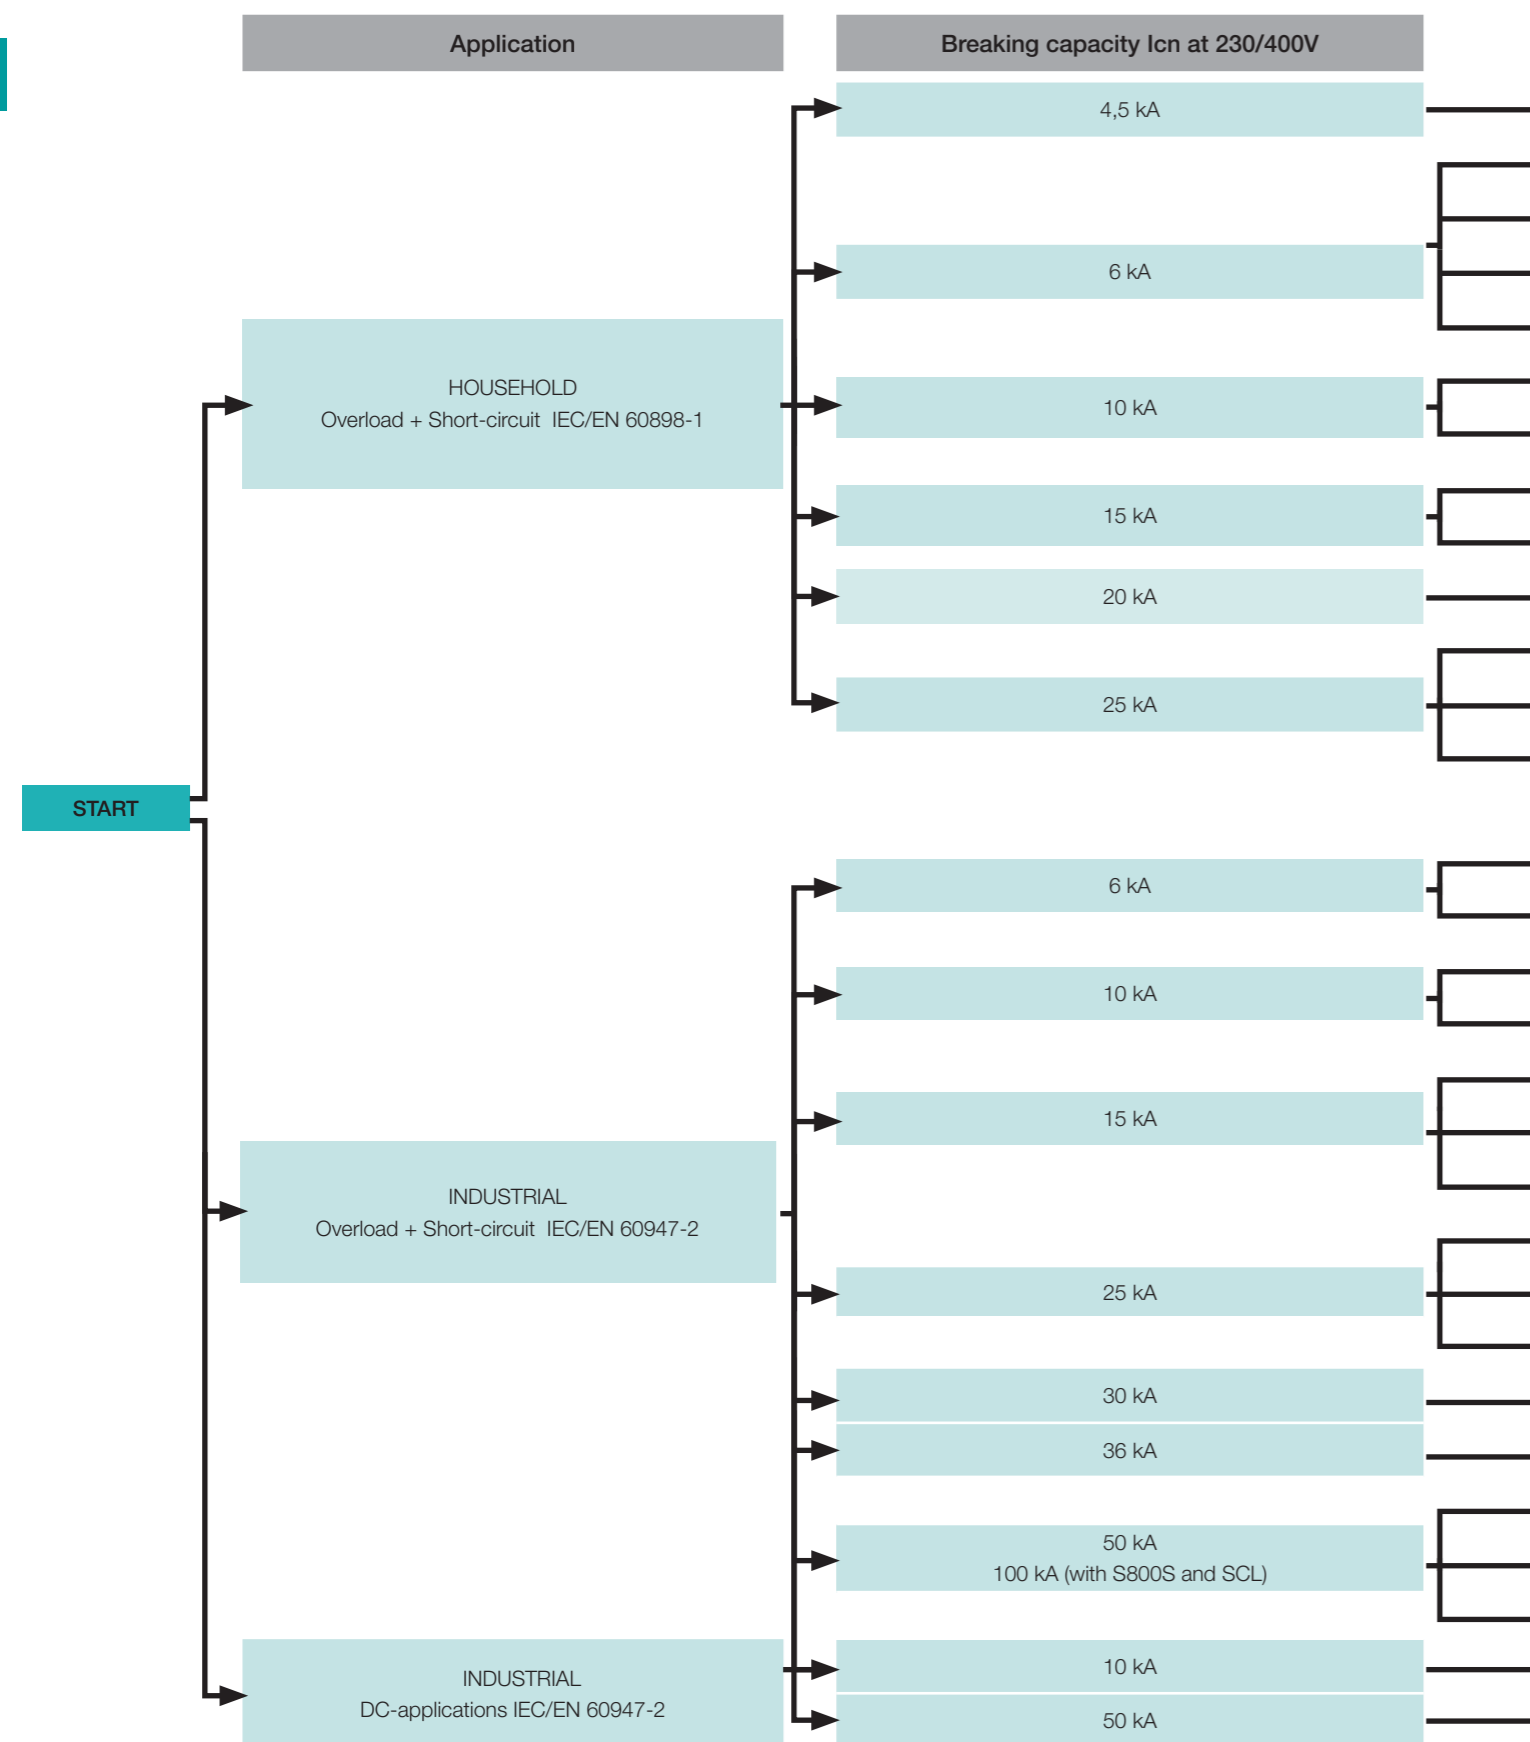 Application
Breaking capacity Icn at 230/400V
4,5 kA
6 kA
HOUSEHOLD
Overload + Short-circuit IEC/EN 60898-1
10 kA
15 kA
20 kA
25 kA
START
6 kA
10 kA
15 kA
INDUSTRIAL
Overload + Short-circuit IEC/EN 60947-2
25 kA
30 kA
36 kA
50 kA
100 kA (with S800S and SCL)
INDUSTRIAL
DC-applications IEC/EN 60947-2
10 kA
50 kA